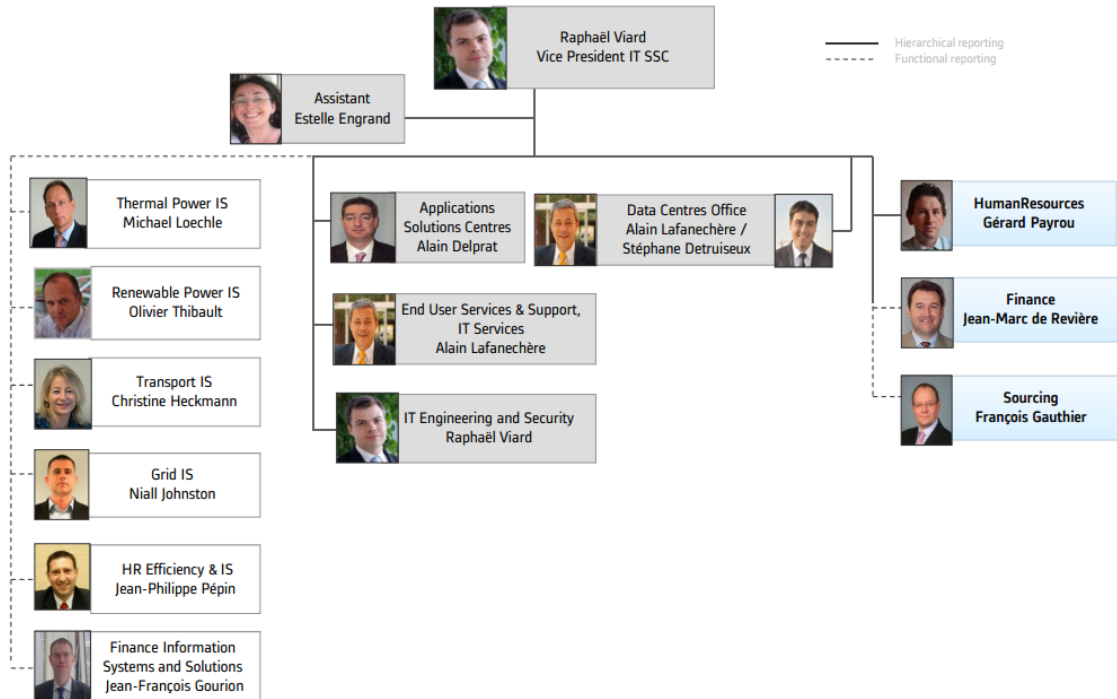 Raphaël Viard
Vice President IT SSC
Hierarchical reporting
Functional reporting
Assistant
Estelle Engrand
Thermal Power IS
Michael Loechle
Renewable Power IS
Olivier Thibault
Transport IS
Christine Heckmann
Grid IS
Niall Johnston
HR Efficiency & IS
Jean-Philippe Pépin
Finance Information
Systems and Solutions
Jean-François Gourion
Applications
Solutions Centres
Alain Delprat
Data Centres Office
Alain Lafanechère /
Stéphane Detruiseux
End User Services & Support,
IT Services
Alain Lafanechère
IT Engineering and Security
Raphaël Viard
HumanResources
Gérard Payrou
Finance
Jean-Marc de Revière
Sourcing
François Gauthier